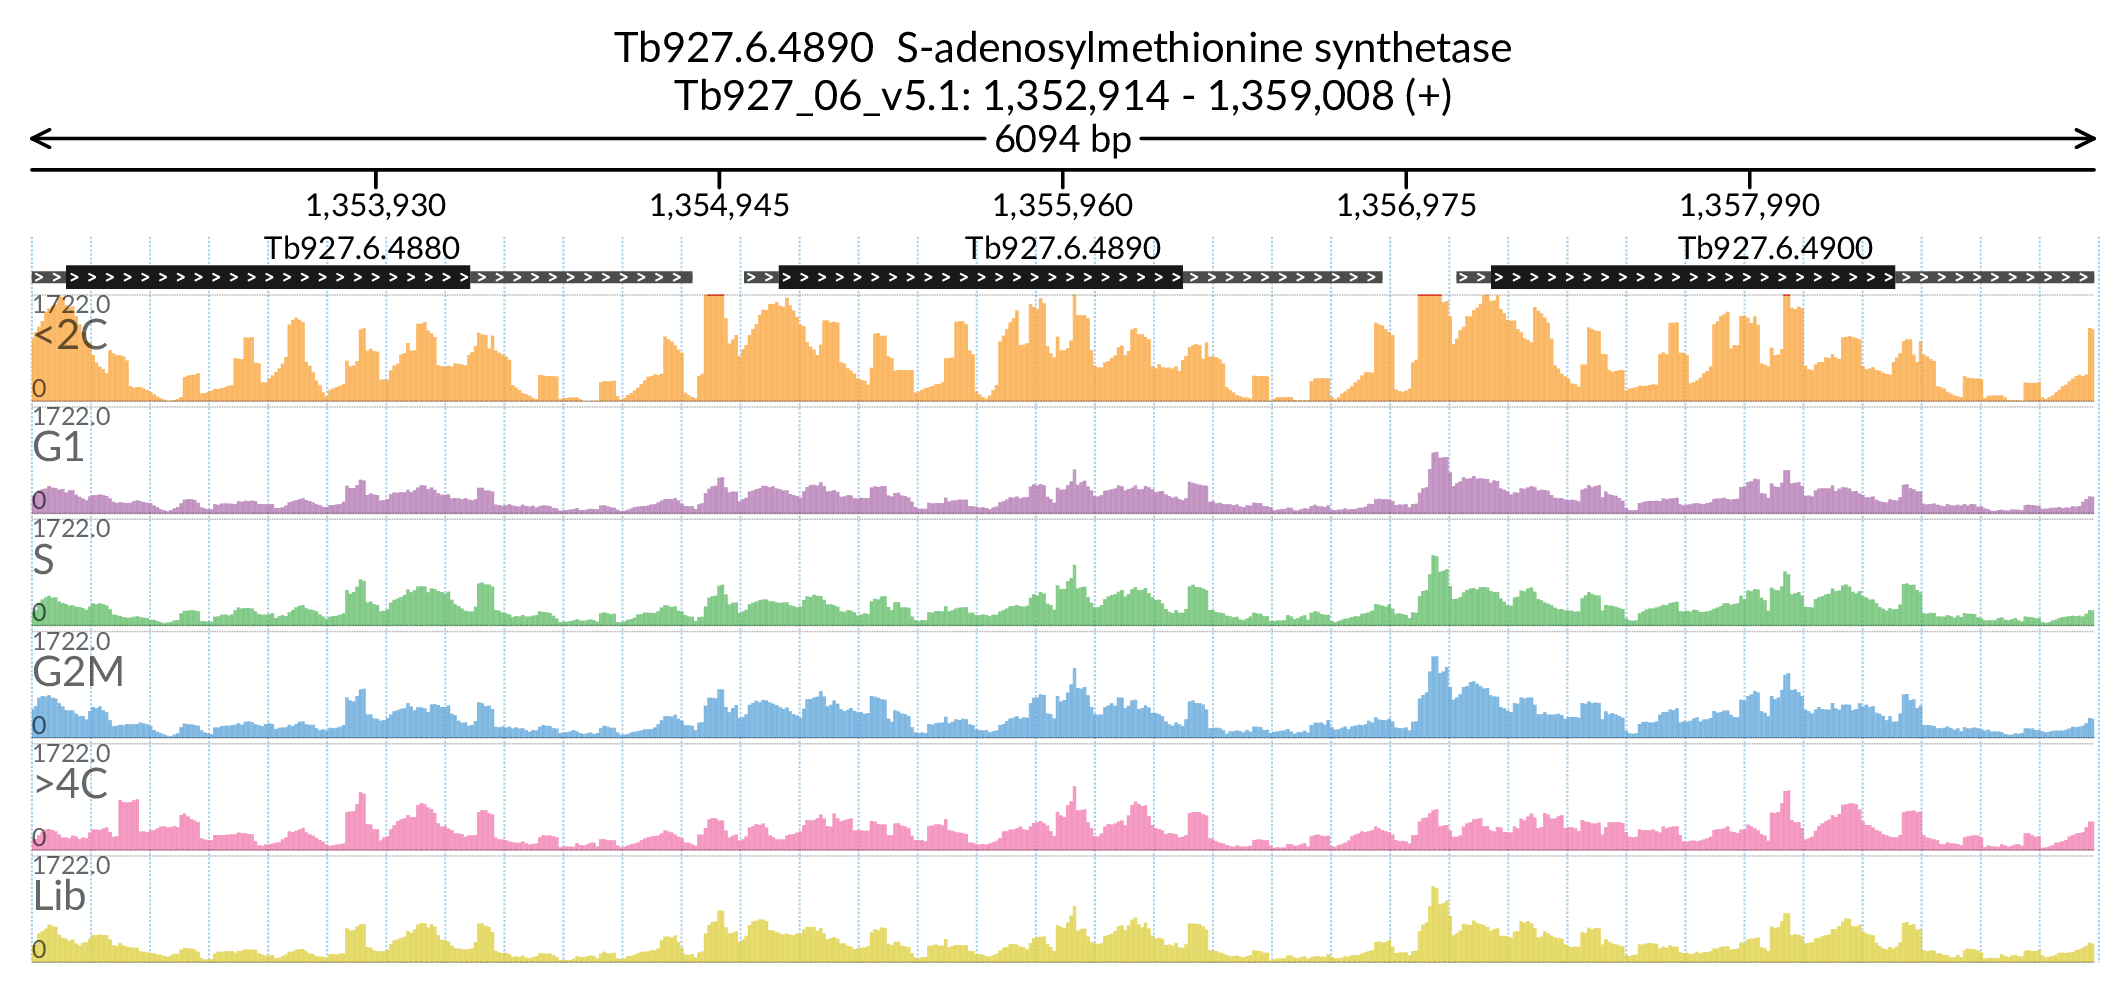 Tb927.6.4890  S-adenosylmethionine synthetase
Tb927_06_v5.1: 1,352,914 - 1,359,008 (+)
6094 bp
1,353,930 1,354,945 1,355,960 1,356,975 1,357,990
Tb927.6.4880 Tb927.6.4890 Tb927.6.4900
1722.0
<2C
0
1722.0
G1
0
1722.0
S
0
1722.0
G2M
0
1722.0
>4C
0
1722.0
Lib
0